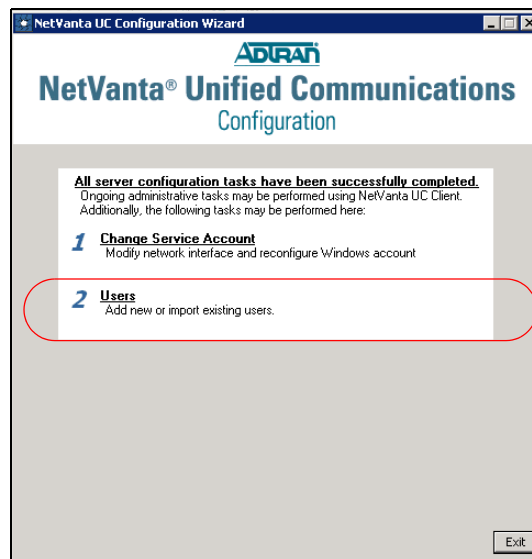 NetVanta UC Configuration Wizard
ADTRAN
NetVanta® Unified Communications
Configuration
All server configuration tasks have been successfully completed.
Ongoing administrative tasks may be performed using NetVanta UC Client.
Additionally, the following tasks may be performed here:
1 Change Service Account
Modify network interface and reconfigure Windows account
2 Users
Add new or import existing users.
Exit